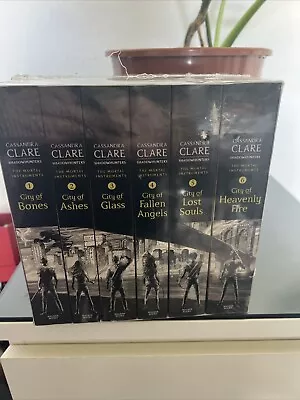 CASSANDRA
CLARE
SHADOWHUNTERS
THE MORTAL
INSTRUMENTS
1
City of
Bones
CASSANDRA
CLARE
SHADOWHUNTERS
THE MORTAL
INSTRUMENTS
2
City of
Ashes
CASSANDRA
CLARE
SHADOWHUNTERS
THE MORTAL
INSTRUMENTS
3
City of
Glass
CASSANDRA
CLARE
SHADOWHUNTERS
THE MORTAL
INSTRUMENTS
4
City of
Fallen
Angels
CASSANDRA
CLARE
SHADOWHUNTERS
THE MORTAL
INSTRUMENTS
5
City of
Lost
Souls
CASSANDRA
CLARE
SHADOWHUNTERS
THE MORTAL
INSTRUMENTS
6
City of
Heavenly
Fire